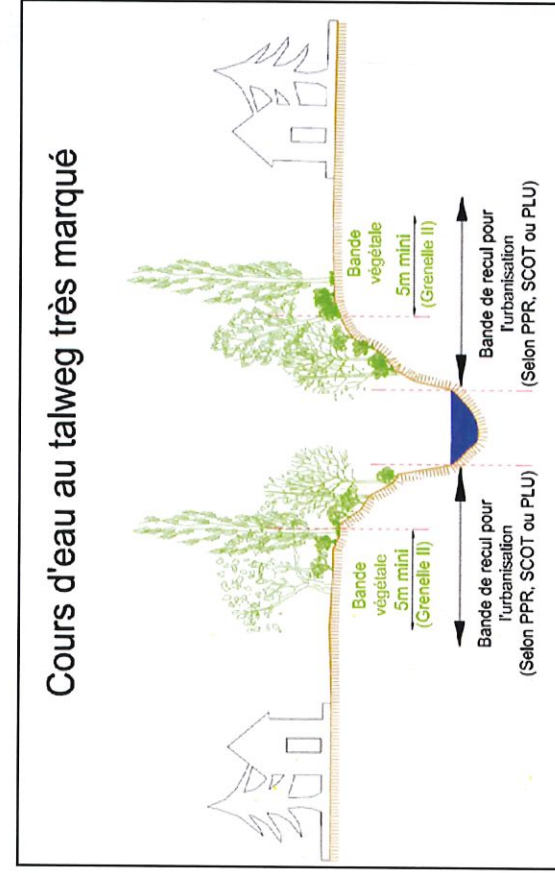 Cours d'eau au talweg très marqué
Bande
végétale
5m mini
(Grenelle II)
Bande de recul pour
l'urbanisation
(Selon PPR, SCOT ou PLU)
Bande
végétale
5m mini
(Grenelle II)
Bande de recul pour
l'urbanisation
(Selon PPR, SCOT ou PLU)